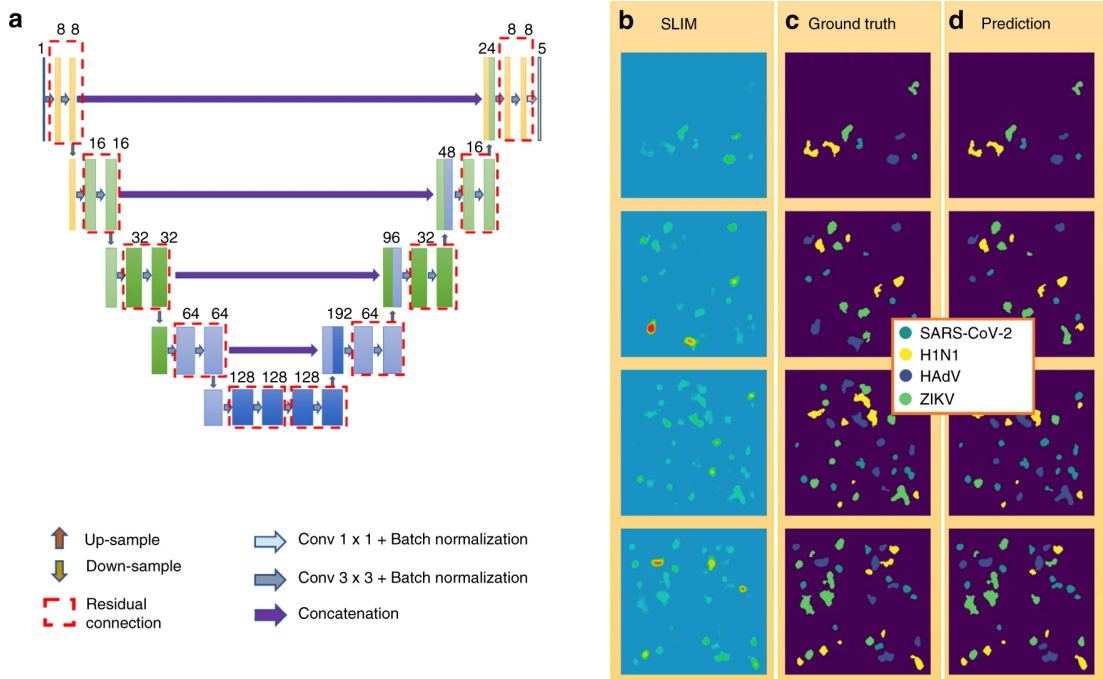 a
1
8 8
24
8 8
5
16 16
48
16
32 32
96
32
64 64
192
64
128 128 128
Up-sample
Down-sample
Residual
connection
Conv 1 x 1 + Batch normalization
Conv 3 x 3 + Batch normalization
Concatenation
b SLIM
c Ground truth
d Prediction
SARS-CoV-2
H1N1
HAdV
ZIKV